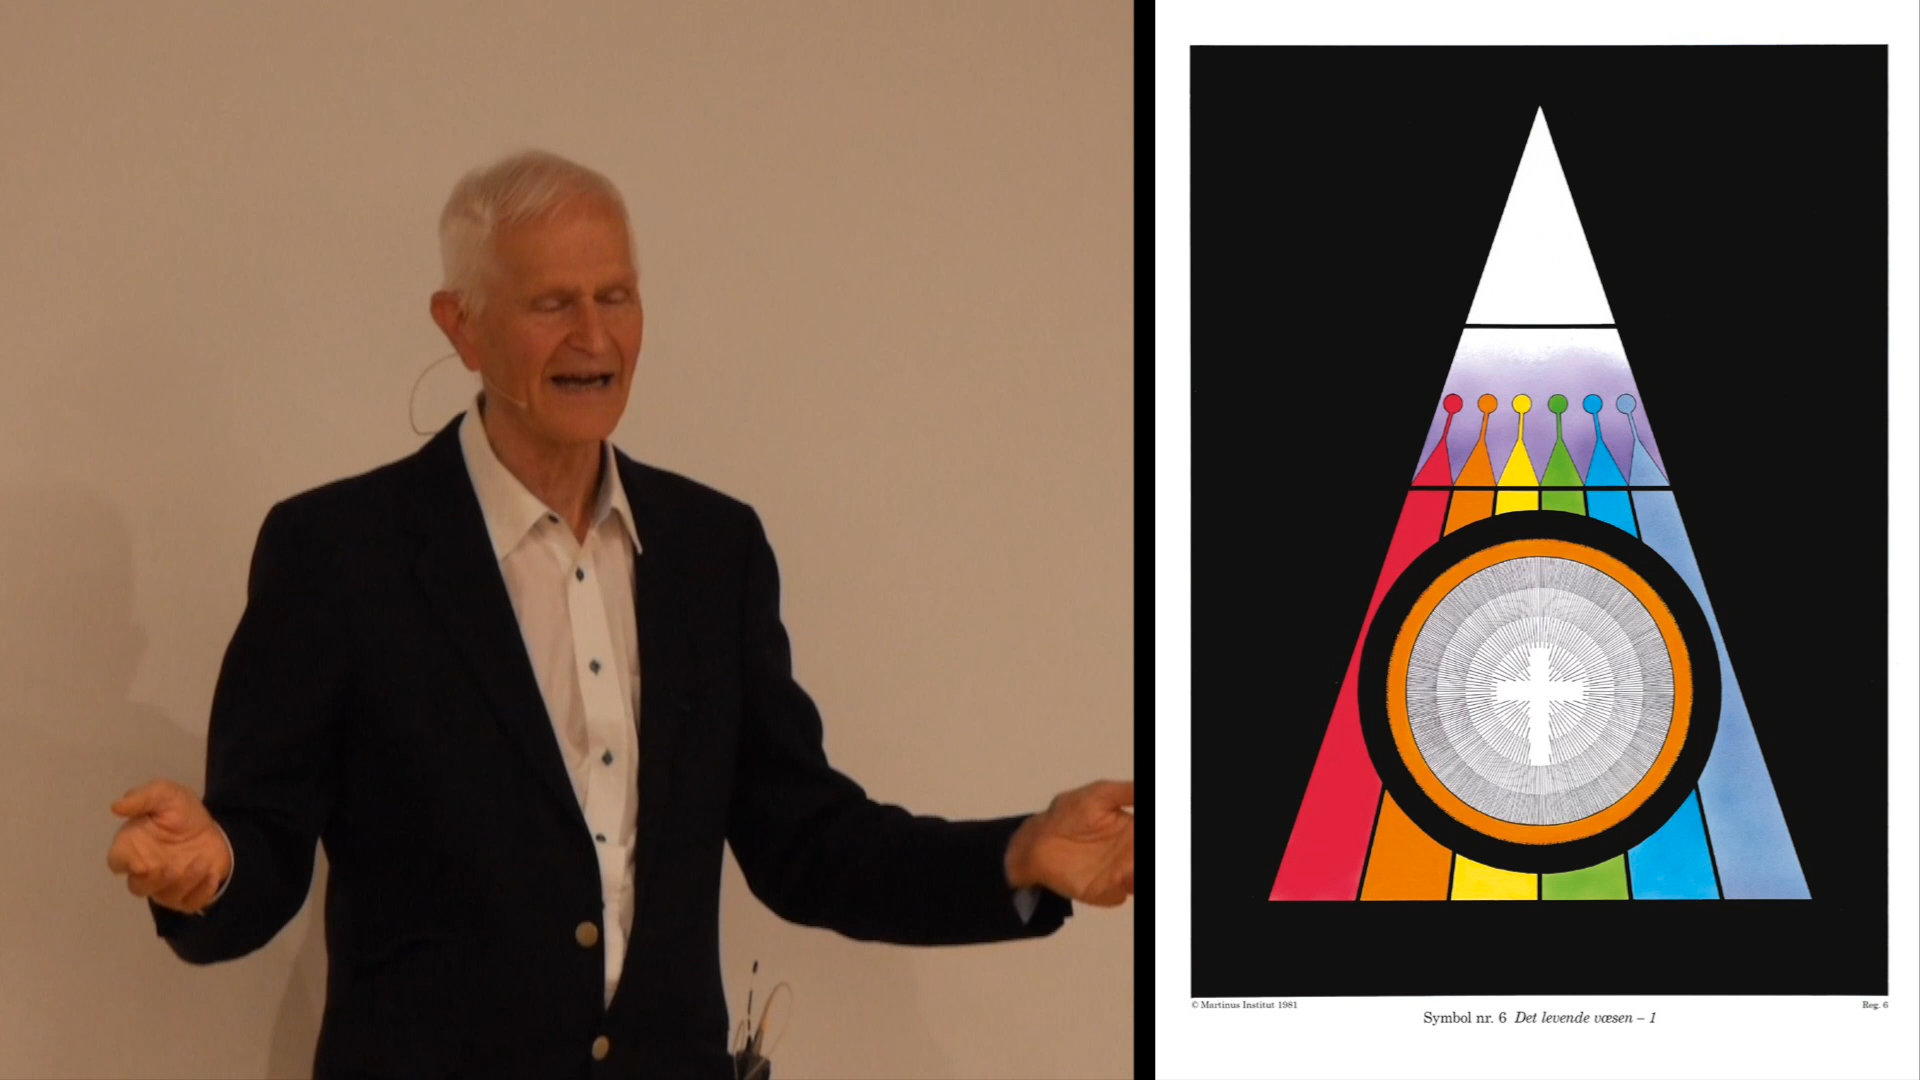 © Martinus Institut 1981
Reg. 6
Symbol nr. 6 Det levende væsen – 1